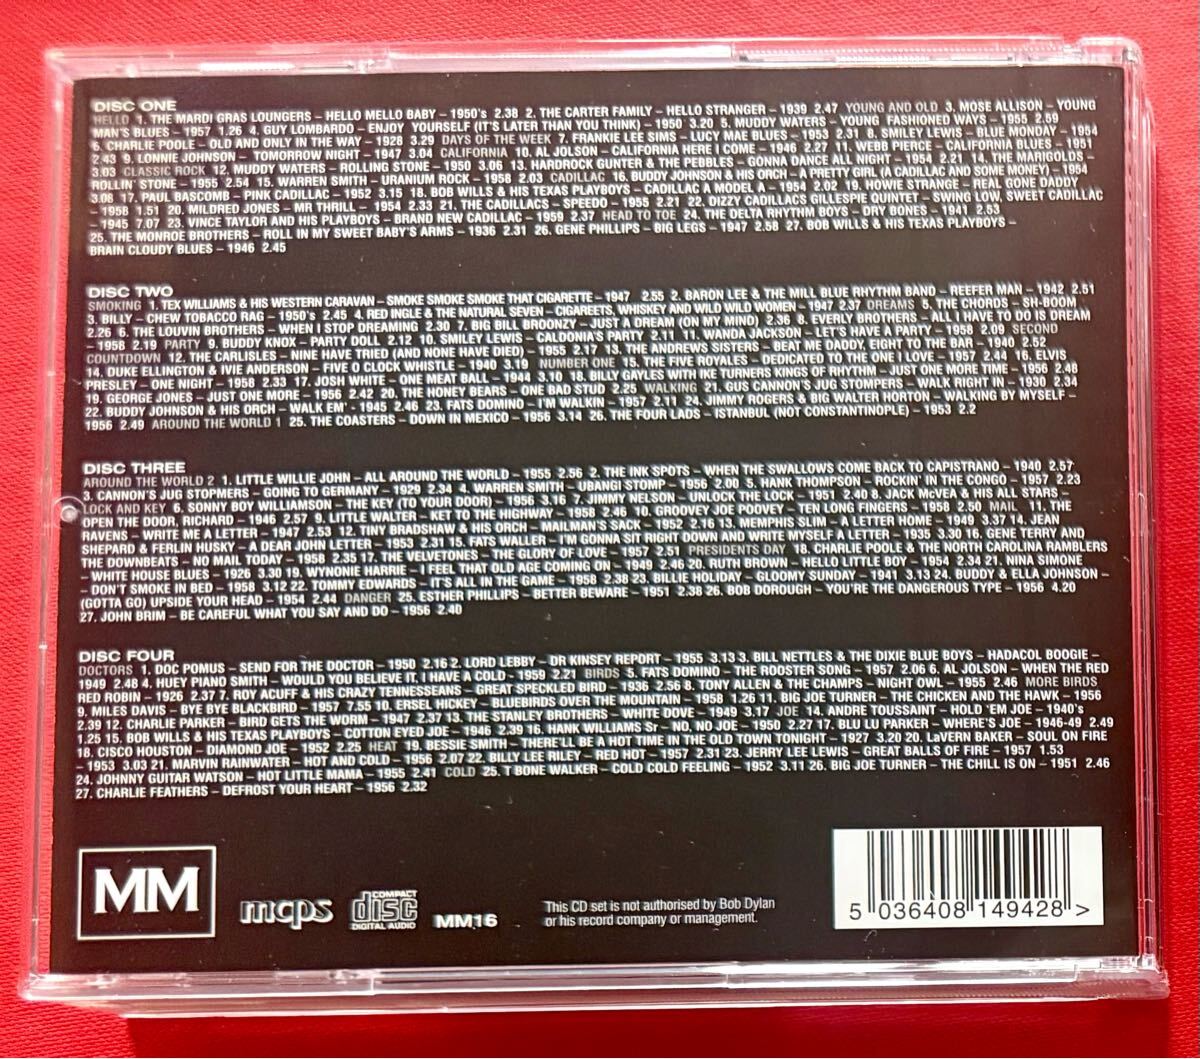 DISC ONE
HELLO 1. THE MARDI GRAS LOUNGERS – HELLO MELLO BABY – 1950's 2.38 2. THE CARTER FAMILY – HELLO STRANGER – 1939 2.47 YOUNG AND OLD 3. MOSE ALLISON – YOUNG
MAN'S BLUES – 1957 1.26 4. GUY LOMBARDO – ENJOY YOURSELF (IT'S LATER THAN YOU THINK) – 1950 3.20 5. MUDDY WATERS – YOUNG FASHIONED WAYS – 1955 2.59
6. CHARLIE POOLE – OLD AND ONLY IN THE WAY – 1928 3.29 DAYS OF THE WEEK 7. FRANKIE LEE SIMS – LUCY MAE BLUES – 1953 2.31 8. SMILEY LEWIS – BLUE MONDAY – 1954
2.43 9. LONNIE JOHNSON – TOMORROW NIGHT – 1947 3.04 CALIFORNIA 10. AL JOLSON – CALIFORNIA HERE I COME – 1946 2.27 11. WEBB PIERCE – CALIFORNIA BLUES – 1951
3.03 CLASSIC ROCK 12. MUDDY WATERS – ROLLING STONE – 1950 3.06 13. HARDROCK GUNTER & THE PEBBLES – GONNA DANCE ALL NIGHT – 1954 2.21 14. THE MARIGOLDS –
ROLLIN' STONE – 1955 2.54 15. WARREN SMITH – URANIUM ROCK – 1958 2.03 CADILLAC 16. BUDDY JOHNSON & HIS ORCH – A PRETTY GIRL (A CADILLAC AND SOME MONEY) – 1954
3.08 17. PAUL BASCOMB – PINK CADILLAC – 1952 3.15 18. BOB WILLS & HIS TEXAS PLAYBOYS – CADILLAC A MODEL A – 1954 2.02 19. HOWIE STRANGE – REAL GONE DADDY
– 1958 1.51 20. MILDRED JONES – MR THRILL – 1954 2.33 21. THE CADILLACS – SPEEDO – 1955 2.21 22. DIZZY CADILLACS GILLESPIE QUINTET – SWING LOW, SWEET CADILLAC
– 1945 7.07 23. VINCE TAYLOR AND HIS PLAYBOYS – BRAND NEW CADILLAC – 1959 2.37 HEAD TO TOE 24. THE DELTA RHYTHM BOYS – DRY BONES – 1941 2.53
25. THE MONROE BROTHERS – ROLL IN MY SWEET BABY'S ARMS – 1936 2.31 26. GENE PHILLIPS – BIG LEGS – 1947 2.58 27. BOB WILLS & HIS TEXAS PLAYBOYS –
BRAIN CLOUDY BLUES – 1946 2.45
DISC TWO
SMOKING 1. TEX WILLIAMS & HIS WESTERN CARAVAN – SMOKE SMOKE SMOKE THAT CIGARETTE – 1947 2.55 2. BARON LEE & THE MILL BLUE RHYTHM BAND – REEFER MAN – 1942 2.51
3. BILLY – CHEW TOBACCO RAG – 1950's 2.45 4. RED INGLE & THE NATURAL SEVEN – CIGAREETS, WHISKEY AND WILD WILD WOMEN – 1947 2.37 DREAMS 5. THE CHORDS – SH-BOOM
2.26 6. THE LOUVIN BROTHERS – WHEN I STOP DREAMING 2.30 7. BIG BILL BROONZY – JUST A DREAM (ON MY MIND) 2.36 8. EVERLY BROTHERS – ALL I HAVE TO DO IS DREAM
– 1958 2.19 PARTY 9. BUDDY KNOX – PARTY DOLL 2.12 10. SMILEY LEWIS – CALDONIA'S PARTY 2.11 11. WANDA JACKSON – LET'S HAVE A PARTY – 1958 2.09 SECOND
COUNTDOWN 12. THE CARLISLES – NINE HAVE TRIED (AND NONE HAVE DIED) – 1955 2.17 13. THE ANDREWS SISTERS – BEAT ME DADDY, EIGHT TO THE BAR – 1940 2.52
14. DUKE ELLINGTON & IVIE ANDERSON – FIVE O CLOCK WHISTLE – 1940 3.19 NUMBER ONE 15. THE FIVE ROYALES – DEDICATED TO THE ONE I LOVE – 1957 2.44 16. ELVIS
PRESLEY – ONE NIGHT – 1958 2.33 17. JOSH WHITE – ONE MEAT BALL – 1944 3.10 18. BILLY GAYLES WITH IKE TURNERS KINGS OF RHYTHM – JUST ONE MORE TIME – 1956 2.48
19. GEORGE JONES – JUST ONE MORE – 1956 2.42 20. THE HONEY BEARS – ONE BAD STUD 2.25 WALKING 21. GUS CANNON'S JUG STOMPERS – WALK RIGHT IN – 1930 2.34
22. BUDDY JOHNSON & HIS ORCH – WALK EM' – 1945 2.46 23. FATS DOMINO – I'M WALKIN – 1957 2.11 24. JIMMY ROGERS & BIG WALTER HORTON – WALKING BY MYSELF –
1956 2.49 AROUND THE WORLD 1 25. THE COASTERS – DOWN IN MEXICO – 1956 3.14 26. THE FOUR LADS – ISTANBUL (NOT CONSTANTINOPLE) – 1953 2.2
DISC THREE
AROUND THE WORLD 2 1. LITTLE WILLIE JOHN – ALL AROUND THE WORLD – 1955 2.56 2. THE INK SPOTS – WHEN THE SWALLOWS COME BACK TO CAPISTRANO – 1940 2.57
3. CANNON'S JUG STOPMERS – GOING TO GERMANY – 1929 2.34 4. WARREN SMITH – UBANGI STOMP – 1956 2.00 5. HANK THOMPSON – ROCKIN' IN THE CONGO – 1957 2.23
LOCK AND KEY 6. SONNY BOY WILLIAMSON – THE KEY (TO YOUR DOOR) – 1956 3.16 7. JIMMY NELSON – UNLOCK THE LOCK – 1951 2.40 8. JACK McVEA & HIS ALL STARS –
OPEN THE DOOR, RICHARD – 1946 2.57 9. LITTLE WALTER – KET TO THE HIGHWAY – 1958 2.46 10. GROOVEY JOE POOVEY – TEN LONG FINGERS – 1958 2.50 MAIL 11. THE
RAVENS – WRITE ME A LETTER – 1947 2.53 12. TINY BRADSHAW & HIS ORCH – MAILMAN'S SACK – 1952 2.16 13. MEMPHIS SLIM – A LETTER HOME – 1949 3.37 14. JEAN
SHEPARD & FERLIN HUSKY – A DEAR JOHN LETTER – 1953 2.31 15. FATS WALLER – I'M GONNA SIT RIGHT DOWN AND WRITE MYSELF A LETTER – 1935 3.30 16. GENE TERRY AND
THE DOWNBEATS – NO MAIL TODAY – 1958 2.35 17. THE VELVETONES – THE GLORY OF LOVE – 1957 2.51 PRESIDENTS DAY 18. CHARLIE POOLE & THE NORTH CAROLINA RAMBLERS
– WHITE HOUSE BLUES – 1926 3.30 19. WYNONIE HARRIE – I FEEL THAT OLD AGE COMING ON – 1949 2.46 20. RUTH BROWN – HELLO LITTLE BOY – 1954 2.34 21. NINA SIMONE
– DON'T SMOKE IN BED – 1958 3.12 22. TOMMY EDWARDS – IT'S ALL IN THE GAME – 1958 2.38 23. BILLIE HOLIDAY – GLOOMY SUNDAY – 1941 3.13 24. BUDDY & ELLA JOHNSON –
(GOTTA GO) UPSIDE YOUR HEAD – 1954 2.44 DANGER 25. ESTHER PHILLIPS – BETTER BEWARE – 1951 2.38 26. BOB DOROUGH – YOU'RE THE DANGEROUS TYPE – 1956 4.20
27. JOHN BRIM – BE CAREFUL WHAT YOU SAY AND DO – 1956 2.40
DISC FOUR
DOCTORS 1. DOC POMUS – SEND FOR THE DOCTOR – 1950 2.16 2. LORD LEBBY – DR KINSEY REPORT – 1955 3.13 3. BILL NETTLES & THE DIXIE BLUE BOYS – HADACOL BOOGIE –
1949 2.48 4. HUEY PIANO SMITH – WOULD YOU BELIEVE IT, I HAVE A COLD – 1959 2.21 BIRDS 5. FATS DOMINO – THE ROOSTER SONG – 1957 2.06 6. AL JOLSON – WHEN THE RED
RED ROBIN – 1926 2.37 7. ROY ACUFF & HIS CRAZY TENNESSEANS – GREAT SPECKLED BIRD – 1936 2.56 8. TONY ALLEN & THE CHAMPS – NIGHT OWL – 1955 2.46 MORE BIRDS
9. MILES DAVIS – BYE BYE BLACKBIRD – 1957 7.55 10. ERSEL HICKEY – BLUEBIRDS OVER THE MOUNTAIN – 1958 1.26 11. BIG JOE TURNER – THE CHICKEN AND THE HAWK – 1956
2.39 12. CHARLIE PARKER – BIRD GETS THE WORM – 1947 2.37 13. THE STANLEY BROTHERS – WHITE DOVE – 1949 3.17 JOE 14. ANDRE TOUSSAINT – HOLD 'EM JOE – 1940's
1.25 15. BOB WILLS & HIS TEXAS PLAYBOYS – COTTON EYED JOE – 1946 2.39 16. HANK WILLIAMS Sr – NO, NO JOE – 1950 2.27 17. BLU LU PARKER – WHERE'S JOE – 1946-49 2.49
18. CISCO HOUSTON – DIAMOND JOE – 1952 2.25 HEAT 19. BESSIE SMITH – THERE'LL BE A HOT TIME IN THE OLD TOWN TONIGHT – 1927 3.20 20. LaVERN BAKER – SOUL ON FIRE
– 1953 3.03 21. MARVIN RAINWATER – HOT AND COLD – 1956 2.07 22. BILLY LEE RILEY – RED HOT – 1957 2.31 23. JERRY LEE LEWIS – GREAT BALLS OF FIRE – 1957 1.53
24. JOHNNY GUITAR WATSON – HOT LITTLE MAMA – 1955 2.41 COLD 25. T BONE WALKER – COLD COLD FEELING – 1952 3.11 26. BIG JOE TURNER – THE CHILL IS ON – 1951 2.46
27. CHARLIE FEATHERS – DEFROST YOUR HEART – 1956 2.32
MM
mcps
COMPACT
disc
DIGITAL AUDIO
MM16
This CD set is not authorised by Bob Dylan
or his record company or management.
5 036408 149428 >